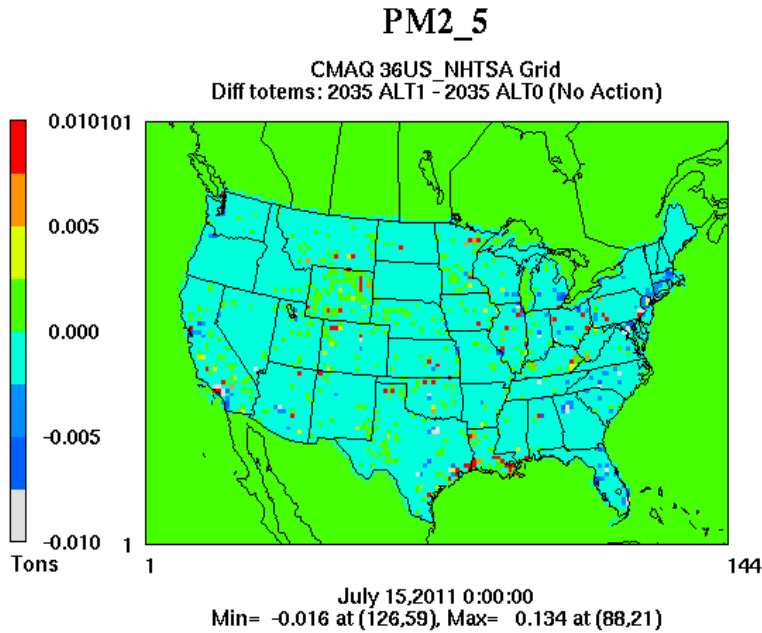 PM2_5
CMAQ 36US_NHTSA Grid
Diff totems: 2035 ALT1 - 2035 ALT0 (No Action)
0.010
101
0.005
0.000
-0.005
-0.010
1
Tons
1
144
July 15,2011 0:00:00
Min= -0.016 at (126,59), Max= 0.134 at (88,21)